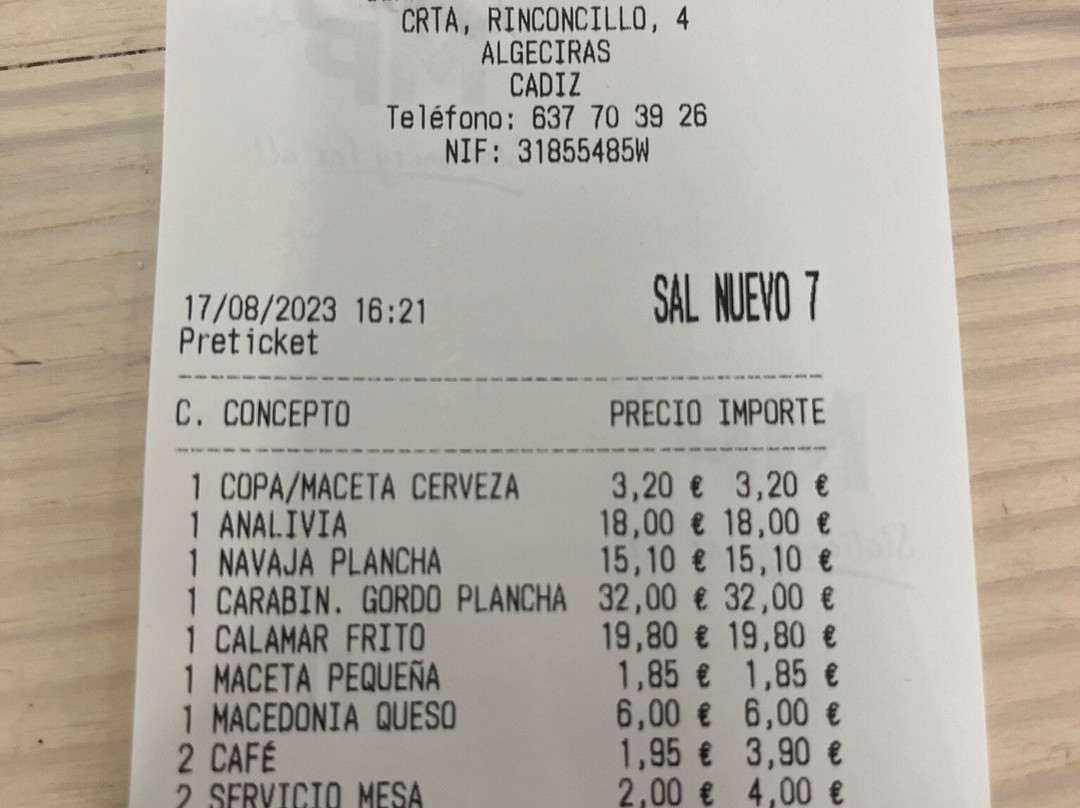 CRTA, RINCONCILLO, 4
ALGECIRAS
CADIZ
Teléfono: 637 70 39 26
NIF: 31855485W
SAL NUEVO 7
17/08/2023 16:21
Preticket
C. CONCEPTO PRECIO IMPORTE
1 COPA/MACETA CERVEZA 3,20 € 3,20 €
1 ANALIVIA 18,00 € 18,00 €
1 NAVAJA PLANCHA 15,10 € 15,10 €
1 CARABIN. GORDO PLANCHA 32,00 € 32,00 €
1 CALAMAR FRITO 19,80 € 19,80 €
1 MACETA PEQUEÑA 1,85 € 1,85 €
1 MACEDONIA QUESO 6,00 € 6,00 €
2 CAFÉ 1,95 € 3,90 €
2 SERVICIO MESA 2,00 € 4,00 €